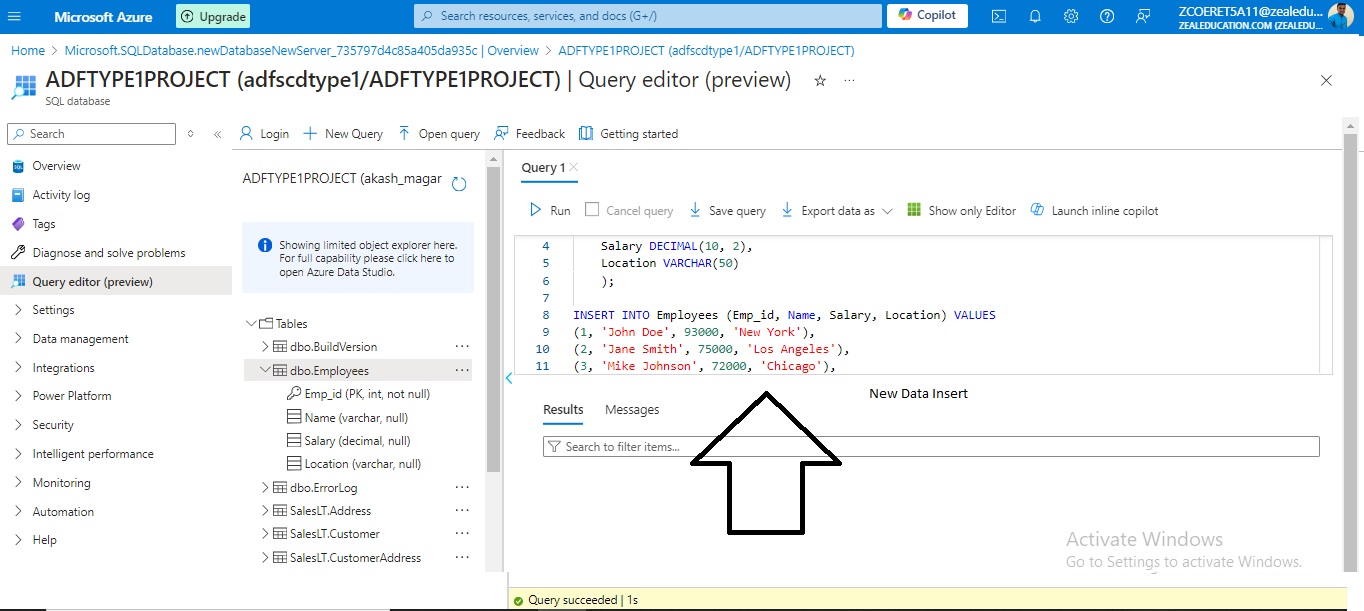 Microsoft Azure
Upgrade
Search resources, services, and docs (G+/)
Copilot
ZCOERET5A11@zealedu...
ZEALEDUCATION.COM (ZEALEDU...
Home > Microsoft.SQLDatabase.newDatabaseNewServer_735797d4c85a405da935c | Overview > ADFTYPE1PROJECT (adfscdtype1/ADFTYPE1PROJECT)
ADFTYPE1PROJECT (adfscdtype1/ADFTYPE1PROJECT) | Query editor (preview)
SQL database
Search
Overview
Activity log
Tags
Diagnose and solve problems
Query editor (preview)
Settings
Data management
Integrations
Power Platform
Security
Intelligent performance
Monitoring
Automation
Help
Login
New Query
Open query
Feedback
Getting started
ADFTYPE1PROJECT (akash_magar
Showing limited object explorer here.
For full capability please click here to
open Azure Data Studio.
Tables
dbo.BuildVersion
dbo.Employees
Emp_id (PK, int, not null)
Name (varchar, null)
Salary (decimal, null)
Location (varchar, null)
dbo.ErrorLog
SalesLT.Address
SalesLT.Customer
SalesLT.CustomerAddress
Query 1
Run
Cancel query
Save query
Export data as
Show only Editor
Launch inline copilot
4 Salary DECIMAL(10, 2),
5 Location VARCHAR(50)
6 );
7
8 INSERT INTO Employees (Emp_id, Name, Salary, Location) VALUES
9 (1, 'John Doe', 93000, 'New York'),
10 (2, 'Jane Smith', 75000, 'Los Angeles'),
11 (3, 'Mike Johnson', 72000, 'Chicago'),
New Data Insert
Results
Messages
Search to filter items...
Activate Windows
Go to Settings to activate Windows.
Query succeeded | 1s